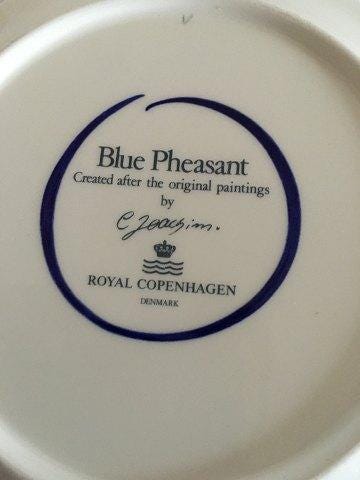 Blue Pheasant
Created after the original paintings
by
C Joachim.
ROYAL COPENHAGEN
DENMARK